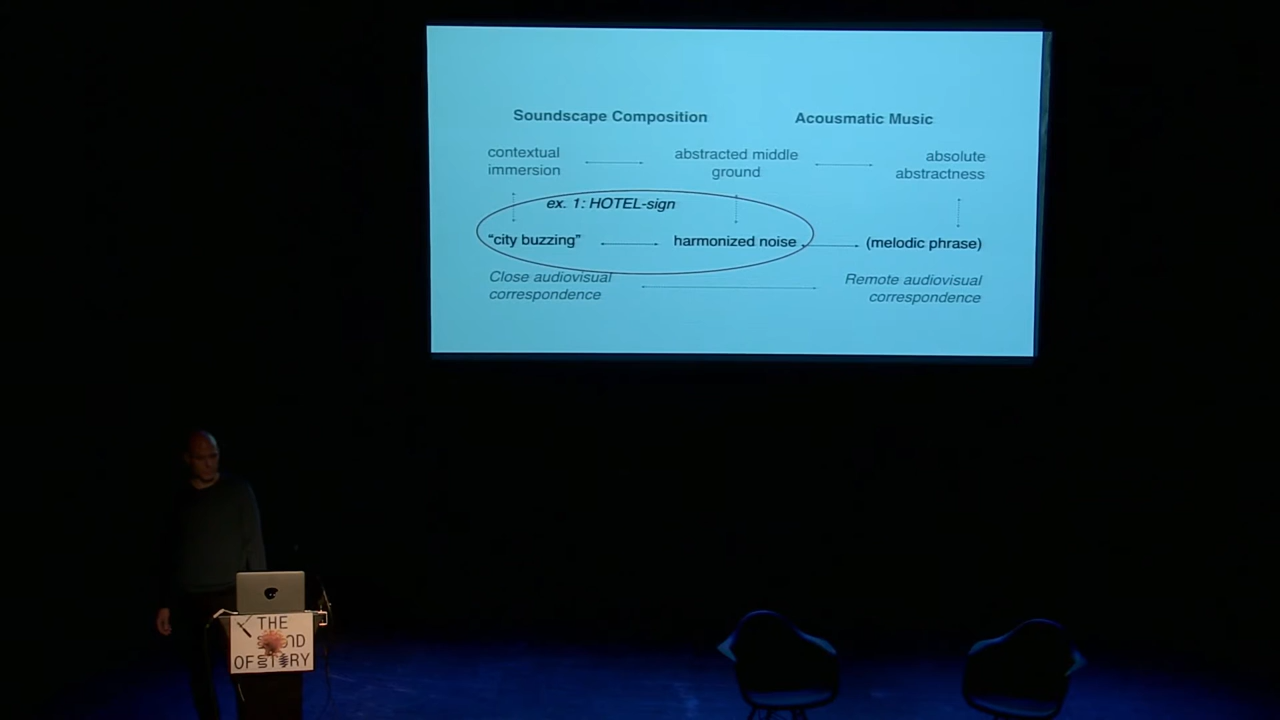 Soundscape Composition
Acousmatic Music
contextual
immersion
abstracted middle
ground
absolute
abstractness
ex. 1: HOTEL-sign
“city buzzing”
harmonized noise
(melodic phrase)
Close audiovisual
correspondence
Remote audiovisual
correspondence
THE
OF STORY